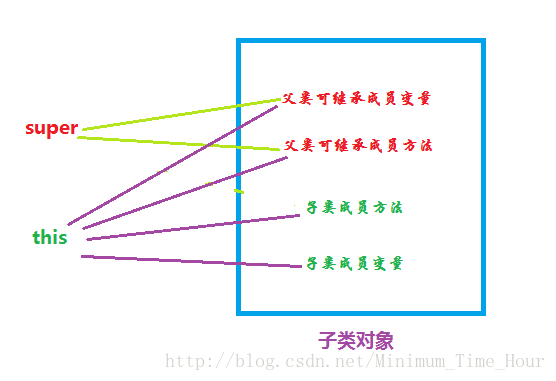 父类可继承成员变量
super
父类可继承成员方法
子类成员方法
this
子类成员变量
子类对象
http://blog.csdn.net/Minimum_Time_Hour